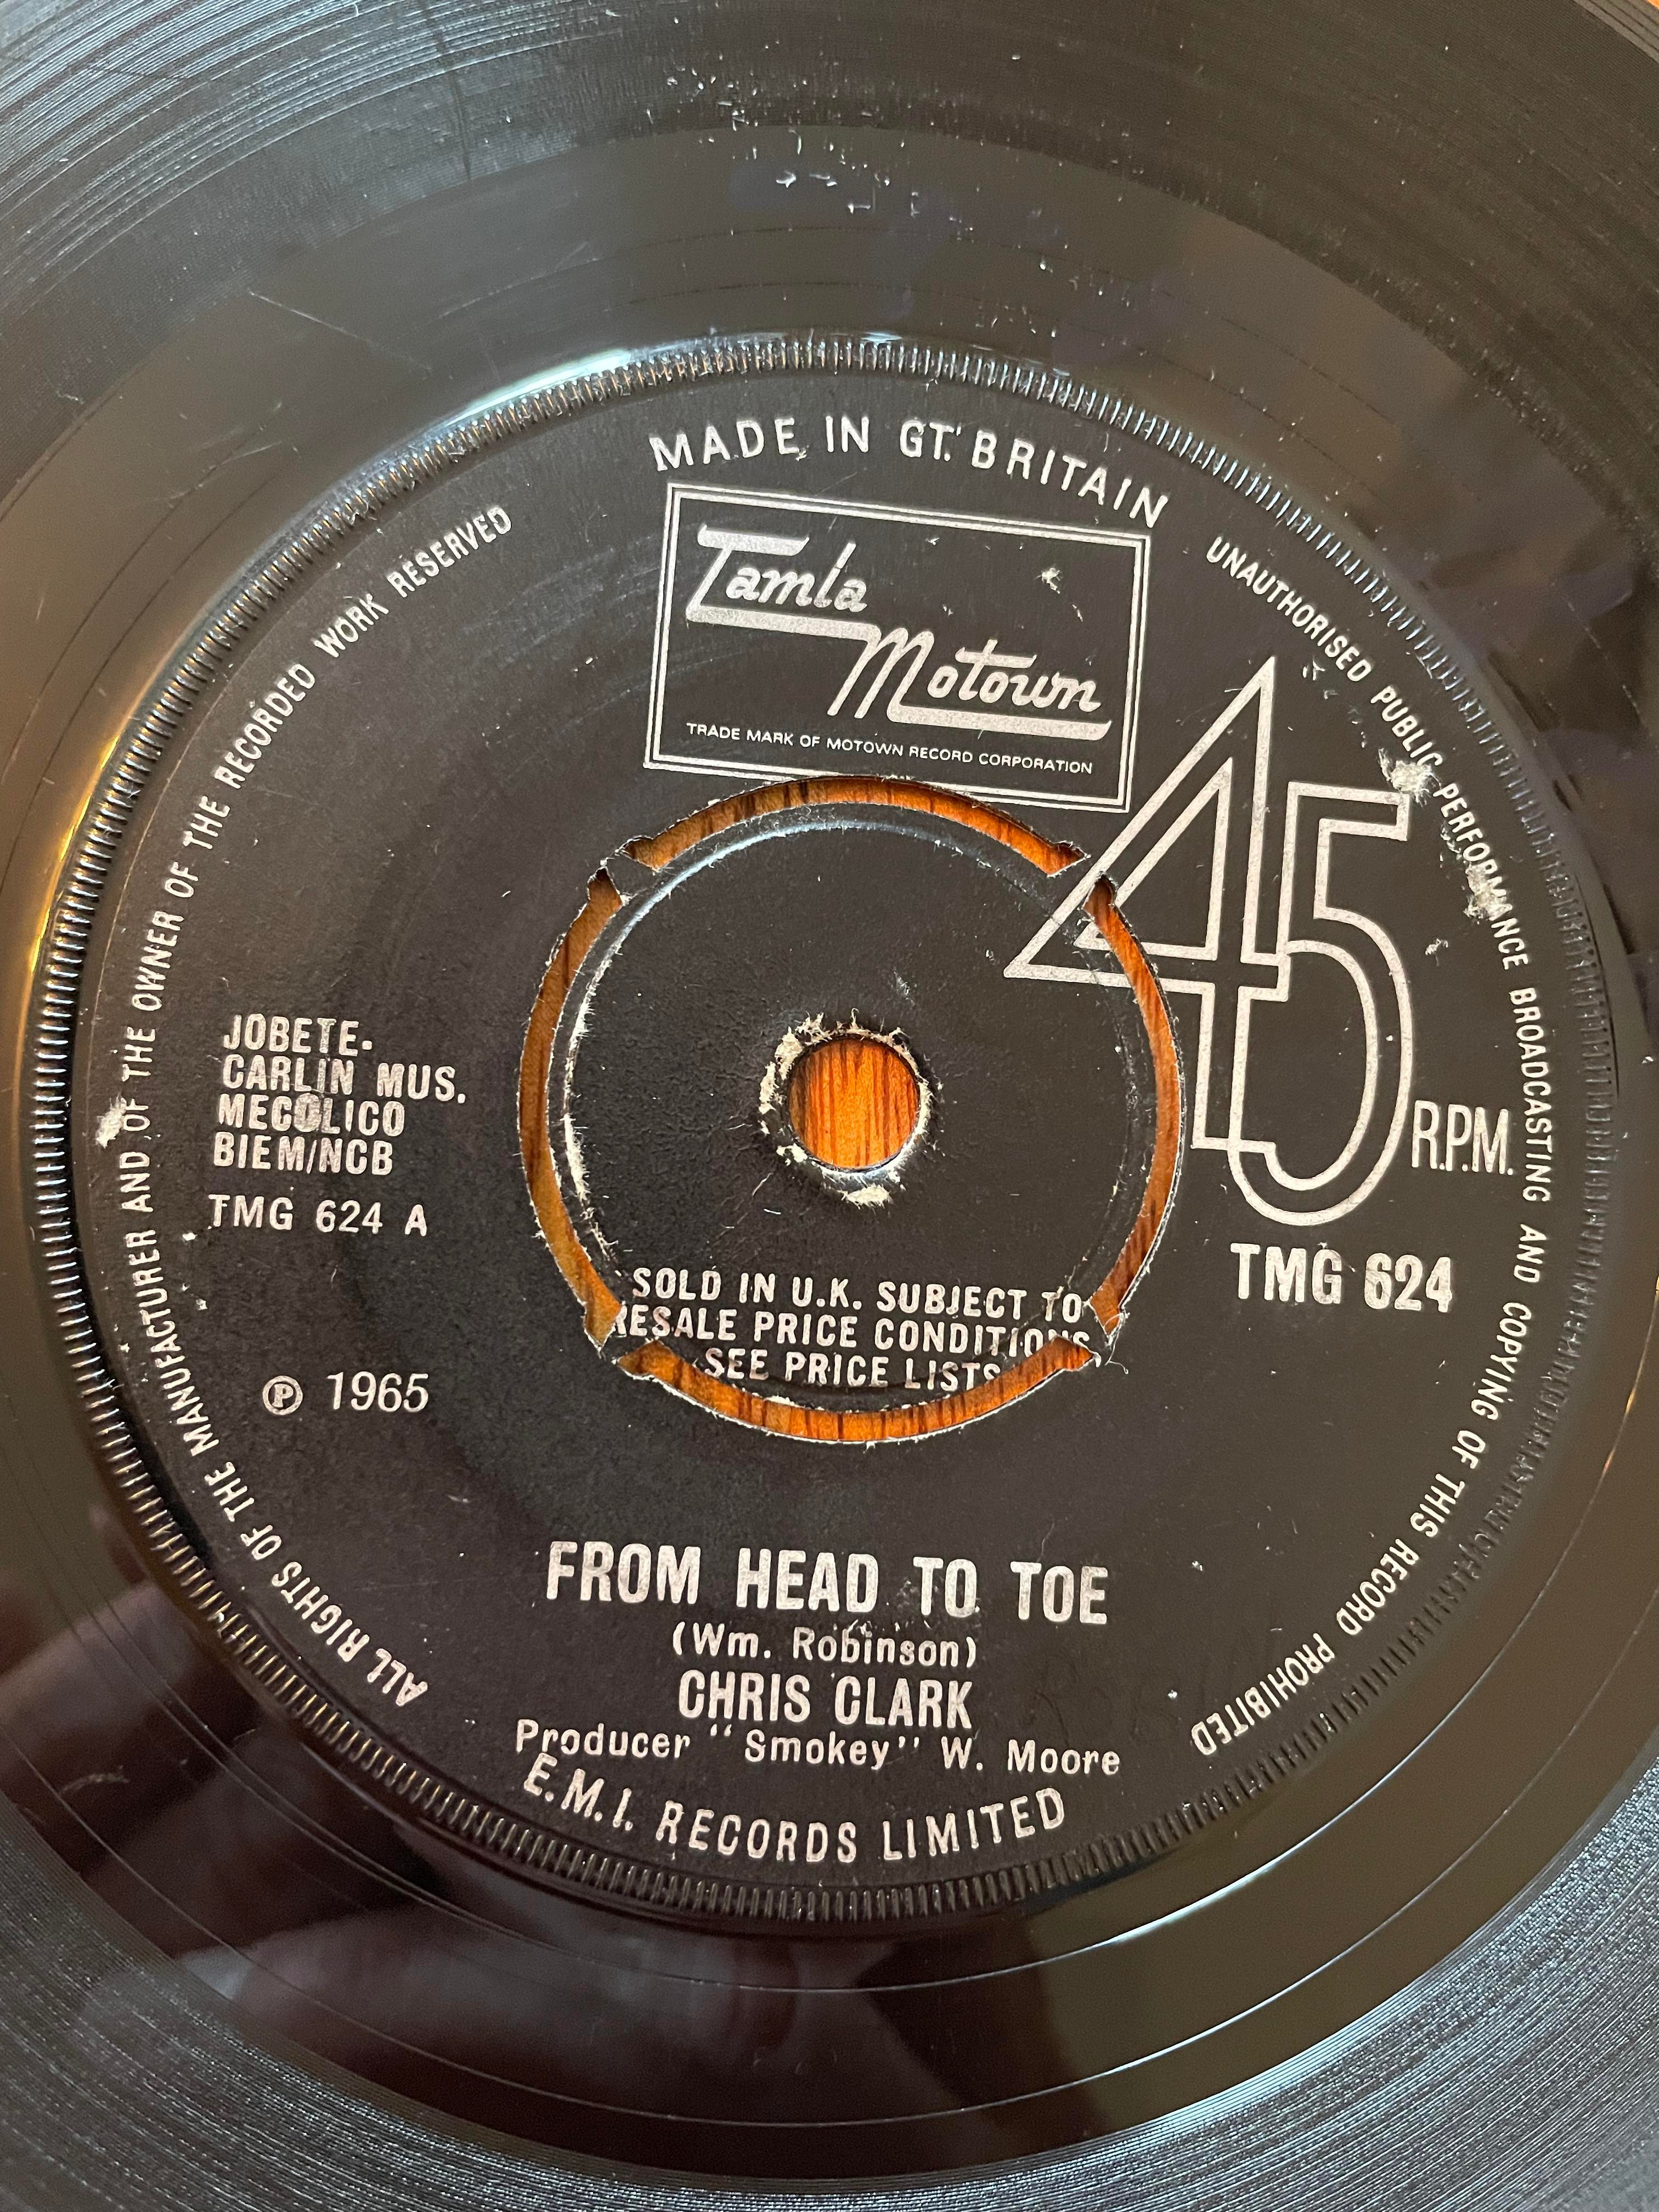 MADE IN GT. BRITAIN
Tamla
Motown
TRADE MARK OF MOTOWN RECORD CORPORATION
45
R.P.M.
TMG 624
JOBETE-
CARLIN MUS.
MECOLICO
BIEM/NCB
TMG 624 A
Ⓟ 1965
SOLD IN U.K. SUBJECT TO
RESALE PRICE CONDITIONS
SEE PRICE LISTS
FROM HEAD TO TOE
(Wm. Robinson)
CHRIS CLARK
Producer "Smokey" W. Moore
E.M.I. RECORDS LIMITED
ALL RIGHTS OF THE MANUFACTURER AND OF THE OWNER OF THE RECORDED WORK RESERVED
UNAUTHORISED PUBLIC PERFORMANCE BROADCASTING AND COPYING OF THIS RECORD PROHIBITED